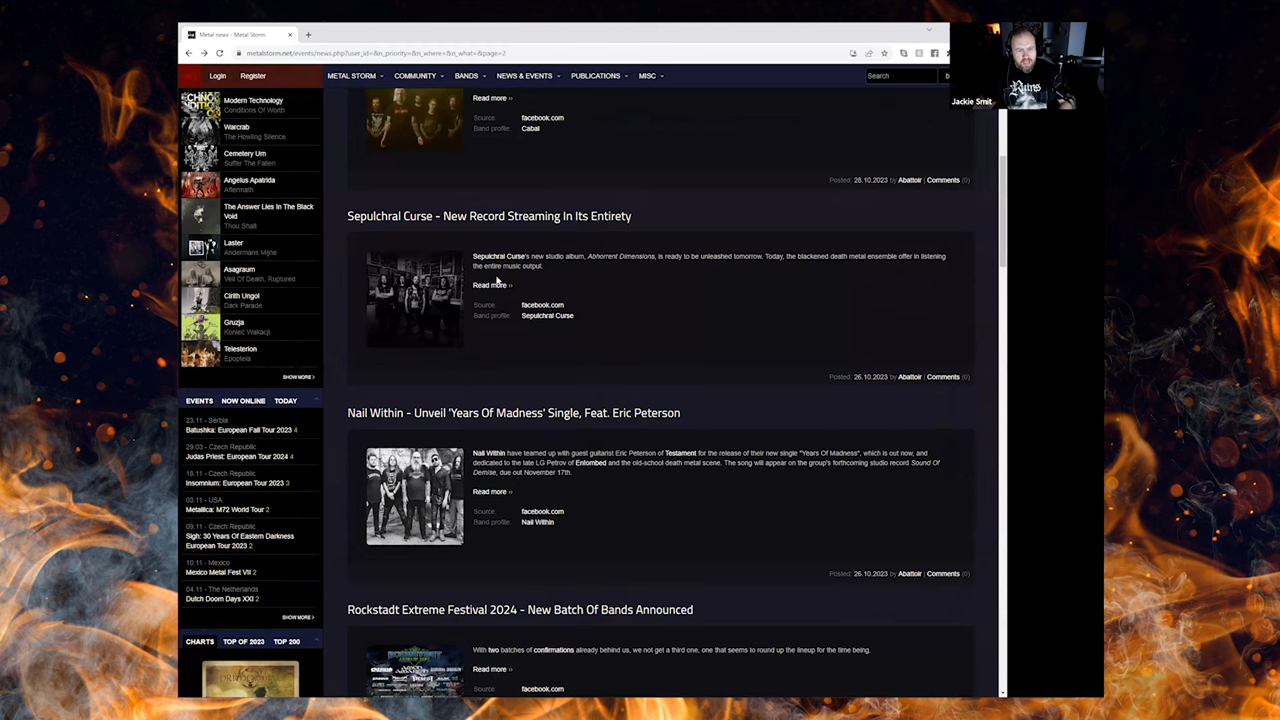 Metal news - Metal Storm
metalstorm.net/events/news.php?user_id=&n_priority=&n_where=&n_what=&page=2
Login Register
METAL STORM COMMUNITY BANDS NEWS & EVENTS PUBLICATIONS MISC
Search b
Jackie Smit
Modern Technology
Conditions Of Worth
Warcrab
The Howling Silence
Cemetery Urn
Suffer The Fallen
Angelus Apatrida
Aftermath
The Answer Lies In The Black
Void
Thou Shalt
Laster
Andermans Mijne
Asagraum
Veil Of Death, Ruptured
Cirith Ungol
Dark Parade
Gruzja
Koniec Wakacji
Telesterion
Epopteia
SHOW MORE
EVENTS NOW ONLINE TODAY
23.11 - Serbia
Batushka: European Fall Tour 2023 4
29.03 - Czech Republic
Judas Priest: European Tour 2024 4
18.11 - Czech Republic
Insomnium: European Tour 2023 3
03.11 - USA
Metallica: M72 World Tour 2
09.11 - Czech Republic
Sigh: 30 Years Of Eastern Darkness
European Tour 2023 2
10.11 - Mexico
Mexico Metal Fest VII 2
04.11 - The Netherlands
Dutch Doom Days XXI 2
SHOW MORE
CHARTS TOP OF 2023 TOP 200
Read more ››
Source: facebook.com
Band profile: Cabal
Posted: 28.10.2023 by Abattoir | Comments (0)
Sepulchral Curse - New Record Streaming In Its Entirety
Sepulchral Curse's new studio album, Abhorrent Dimensions, is ready to be unleashed tomorrow. Today, the blackened death metal ensemble offer in listening
the entire music output.
Read more ››
Source: facebook.com
Band profile: Sepulchral Curse
Posted: 26.10.2023 by Abattoir | Comments (0)
Nail Within - Unveil 'Years Of Madness' Single, Feat. Eric Peterson
Nail Within have teamed up with guest guitarist Eric Peterson of Testament for the release of their new single "Years Of Madness", which is out now, and
dedicated to the late LG Petrov of Entombed and the old-school death metal scene. The song will appear on the group's forthcoming studio record Sound Of
Demise, due out November 17th.
Read more ››
Source: facebook.com
Band profile: Nail Within
Posted: 26.10.2023 by Abattoir | Comments (0)
Rockstadt Extreme Festival 2024 - New Batch Of Bands Announced
With two batches of confirmations already behind us, we not get a third one, one that seems to round up the lineup for the time being.
Read more ››
Source: facebook.com